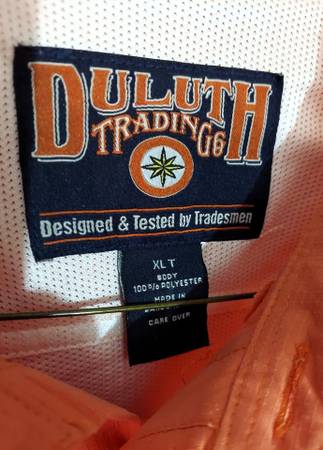 DULUTH
TRADING Co
Designed & Tested by Tradesmen
XLT
BODY
100% POLYESTER
MADE IN
CARE OVER